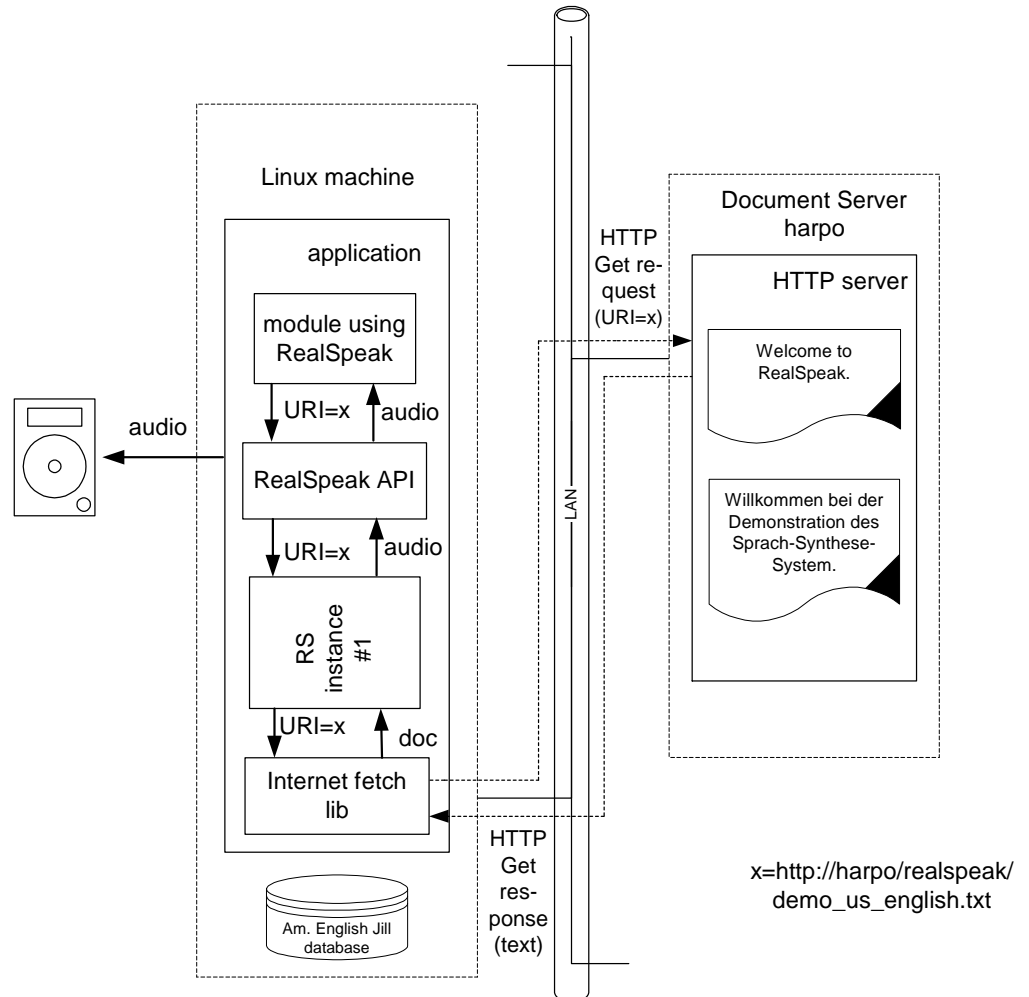 Linux machine
application
module using
RealSpeak
URI=x
audio
audio
RealSpeak API
URI=x
audio
RS
instance
#1
URI=x
doc
Internet fetch
lib
Am. English Jill
database
HTTP
Get re-
quest
(URI=x)
LAN
HTTP
Get
res-
ponse
(text)
Document Server
harpo
HTTP server
Welcome to
RealSpeak.
Willkommen bei der
Demonstration des
Sprach-Synthese-
System.
x=http://harpo/realspeak/
demo_us_english.txt